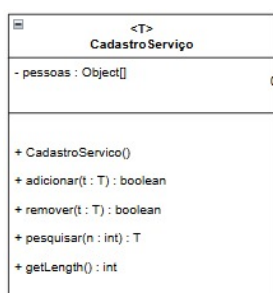 <T>
CadastroServiço
- pessoas : Object[]
+ CadastroServico()
+ adicionar(t : T) : boolean
+ remover(t : T) : boolean
+ pesquisar(n : int) : T
+ getLength() : int